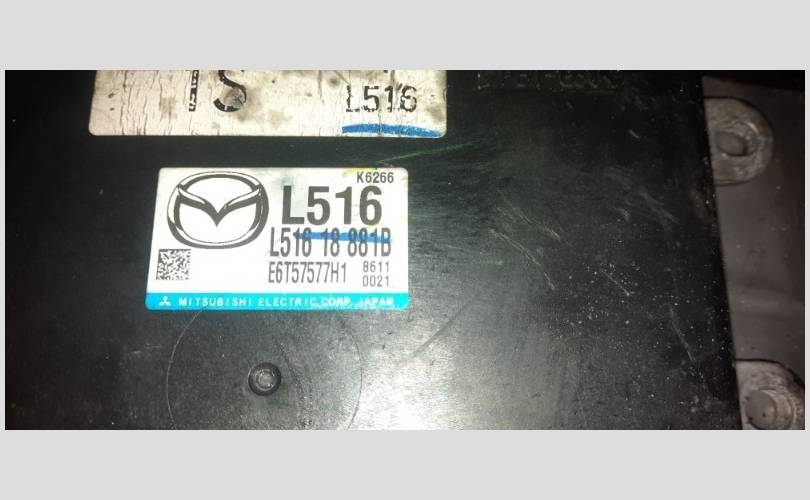 L516
K6266
L516
L516 18 881B
E6T57577H1 8611
0021
MITSUBISHI ELECTRIC CORP. JAPAN